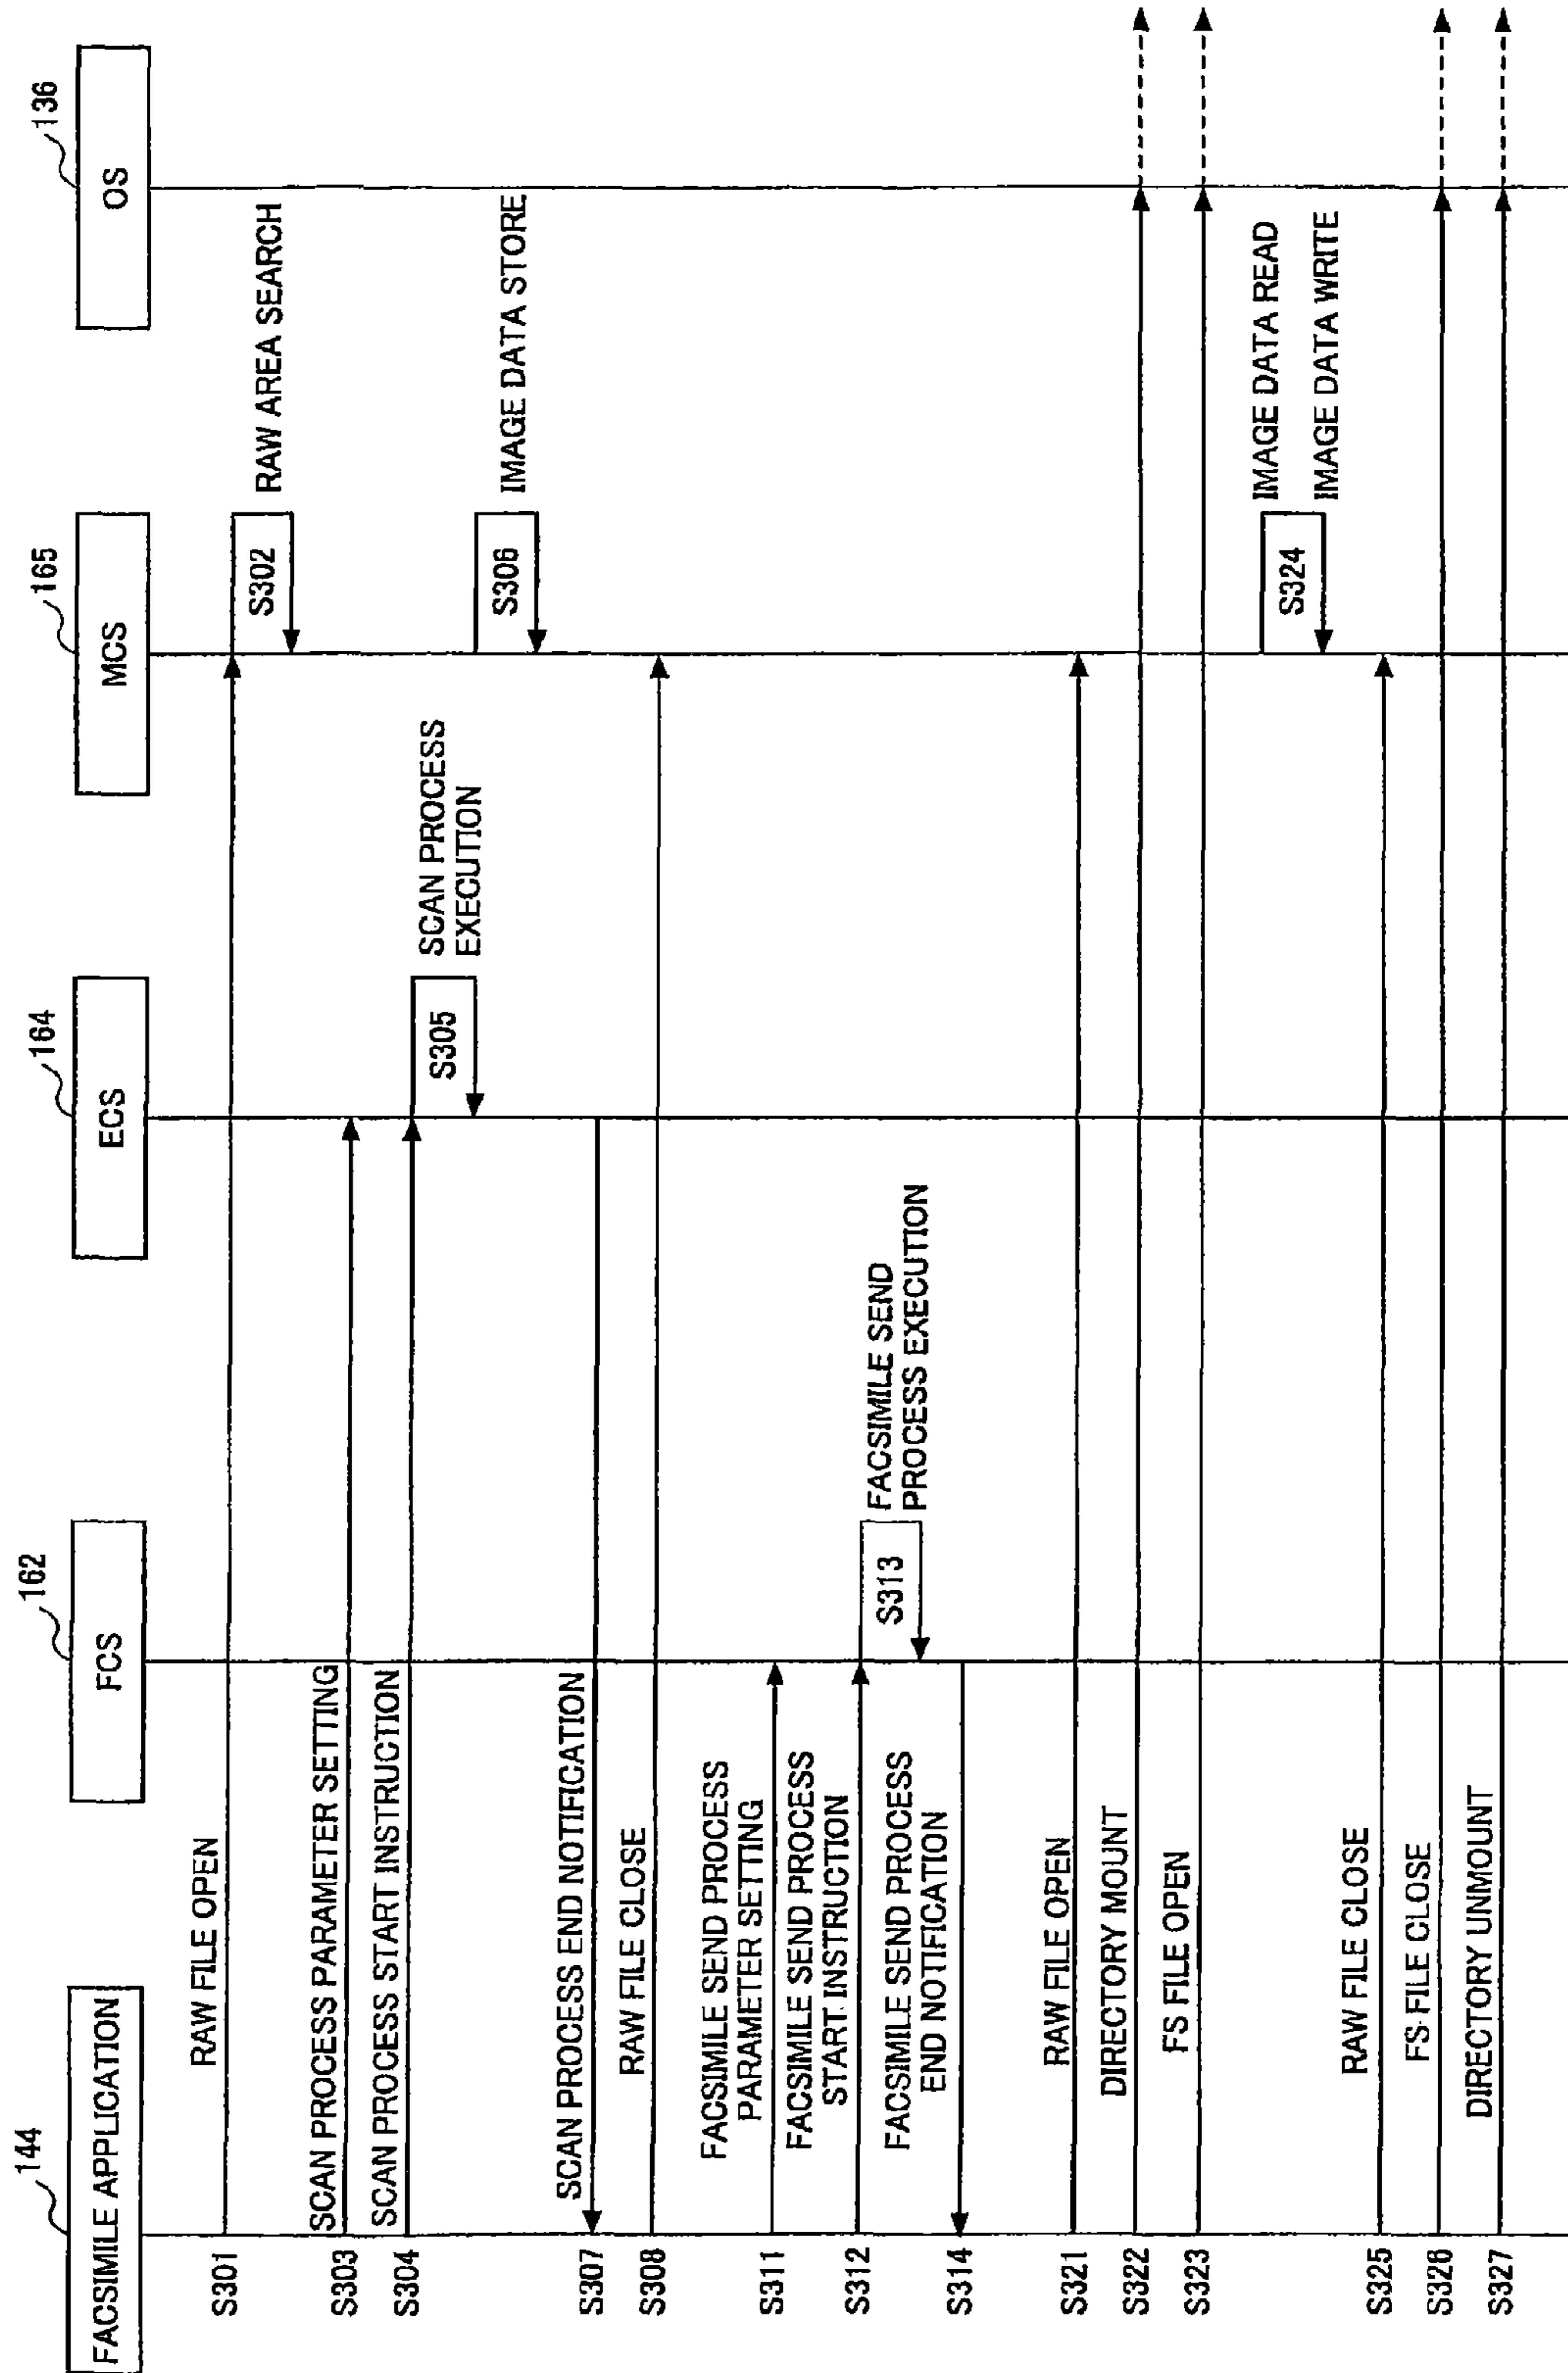 144
FACSIMILE APPLICATION
162
FCS
164
ECS
165
MCS
136
OS
S301
RAW FILE OPEN
S302
RAW AREA SEARCH
S303
SCAN PROCESS PARAMETER SETTING
S304
SCAN PROCESS START INSTRUCTION
S305
SCAN PROCESS
EXECUTION
S306
IMAGE DATA STORE
S307
SCAN PROCESS END NOTIFICATION
S308
RAW FILE CLOSE
S311
FACSIMILE SEND PROCESS
PARAMETER SETTING
S312
FACSIMILE SEND PROCESS
START INSTRUCTION
S313
FACSIMILE SEND
PROCESS EXECUTION
S314
FACSIMILE SEND PROCESS
END NOTIFICATION
S321
RAW FILE OPEN
S322
DIRECTORY MOUNT
S323
FS FILE OPEN
S324
IMAGE DATA READ
IMAGE DATA WRITE
S325
RAW FILE CLOSE
S326
FS FILE CLOSE
S327
DIRECTORY UNMOUNT